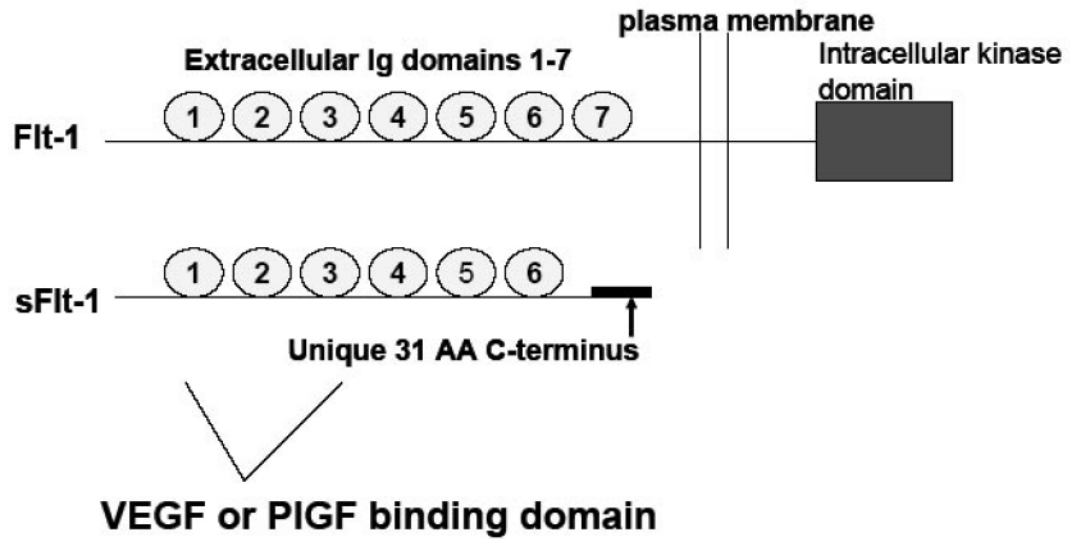 plasma membrane
Extracellular Ig domains 1-7
Intracellular kinase
domain
Flt-1
1 2 3 4 5 6 7
sFlt-1
1 2 3 4 5 6
Unique 31 AA C-terminus
VEGF or PlGF binding domain